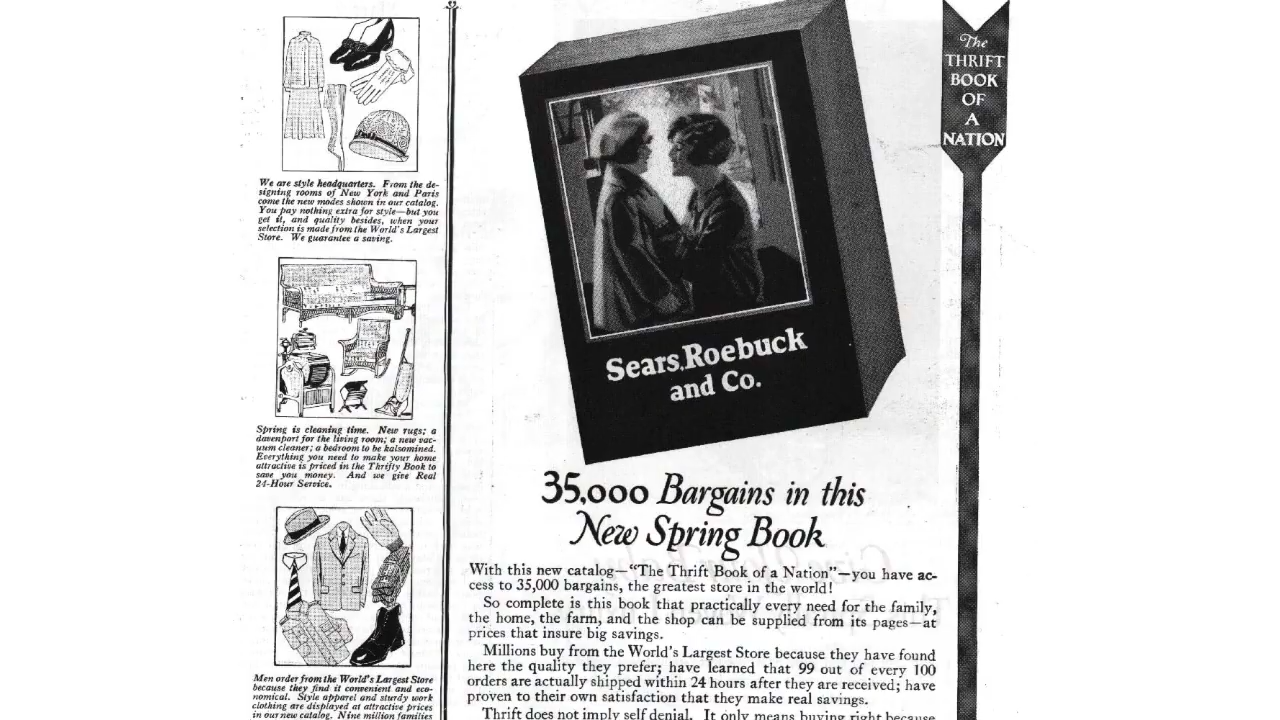 We are style headquarters. From the de-
signing rooms of New York and Paris
come the new modes shown in our catalog.
You pay nothing extra for style—but you
get it, and quality besides, when your
selection is made from the World's Largest
Store. We guarantee a saving.
Spring is cleaning time. New rugs; a
davenport for the living room; a new vac-
uum cleaner; a bedroom to be kalsomined.
Everything you need to make your home
attractive is priced in the Thrifty Book to
save you money. And we give Real
24-Hour Service.
Men order from the World's Largest Store
because they find it convenient and eco-
nomical. Style apparel and sturdy work
clothing are displayed at attractive prices
in our new catalog. Nine million families
Sears, Roebuck
and Co.
The
THRIFT
BOOK
OF
A
NATION
35,000 Bargains in this
New Spring Book
With this new catalog—"The Thrift Book of a Nation"—you have ac-
cess to 35,000 bargains, the greatest store in the world!
So complete is this book that practically every need for the family,
the home, the farm, and the shop can be supplied from its pages—at
prices that insure big savings.
Millions buy from the World's Largest Store because they have found
here the quality they prefer; have learned that 99 out of every 100
orders are actually shipped within 24 hours after they are received; have
proven to their own satisfaction that they make real savings.
Thrift does not imply self denial. It only means buying right because